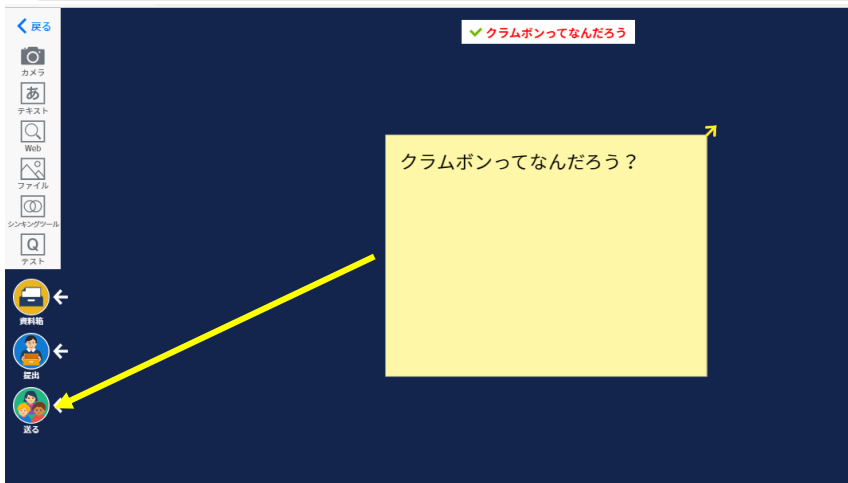 戻る
カメラ
あ
テキスト
Web
ファイル
シンキングツール
Q
テスト
資料箱
提出
送る
クラムボンってなんだろう
クラムボンってなんだろう？